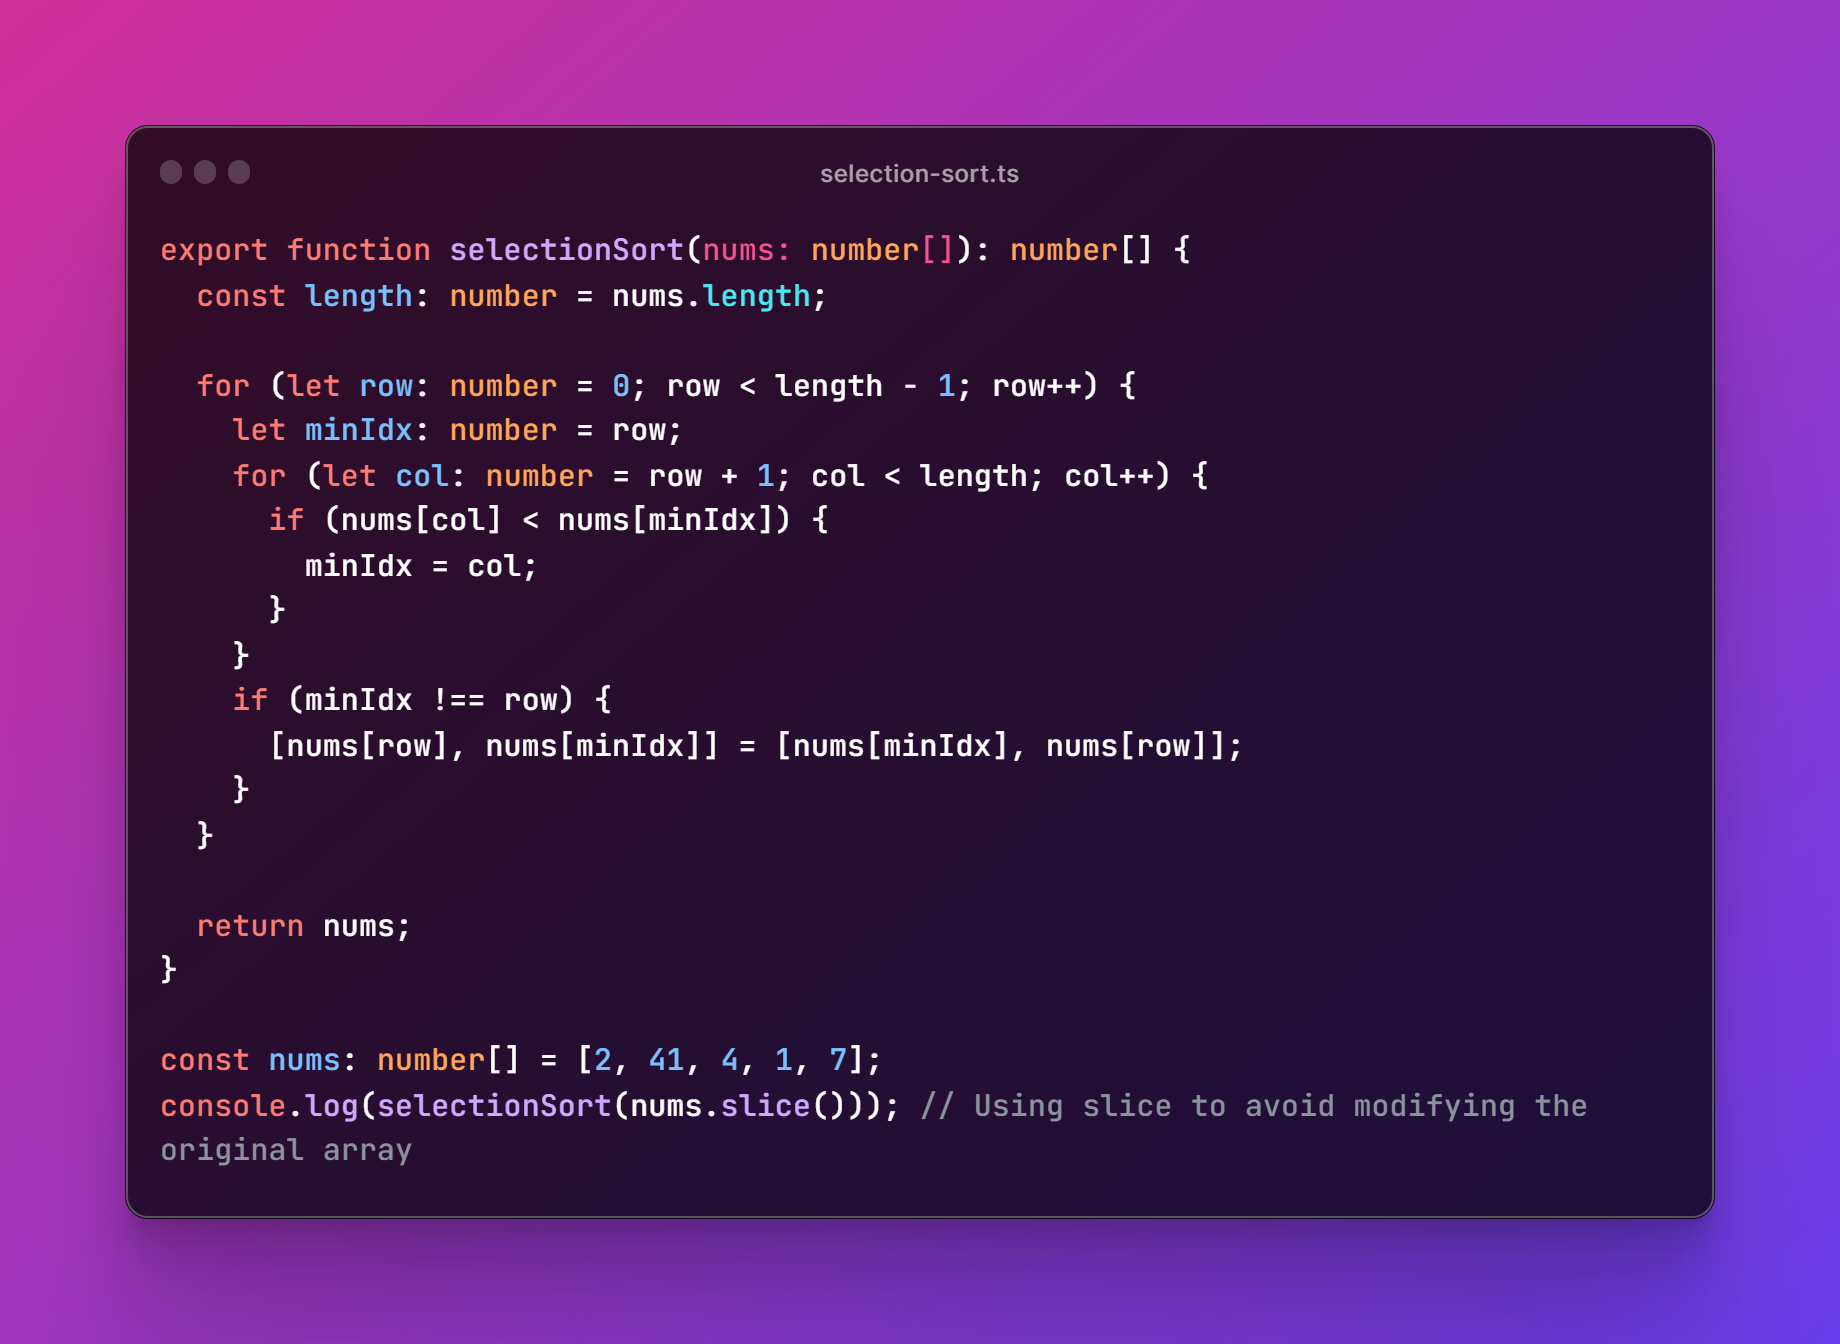 selection-sort.ts
export function selectionSort(nums: number[]): number[] {
  const length: number = nums.length;

  for (let row: number = 0; row < length - 1; row++) {
    let minIdx: number = row;
    for (let col: number = row + 1; col < length; col++) {
      if (nums[col] < nums[minIdx]) {
        minIdx = col;
      }
    }
    if (minIdx !== row) {
      [nums[row], nums[minIdx]] = [nums[minIdx], nums[row]];
    }
  }

  return nums;
}

const nums: number[] = [2, 41, 4, 1, 7];
console.log(selectionSort(nums.slice())); // Using slice to avoid modifying the
original array